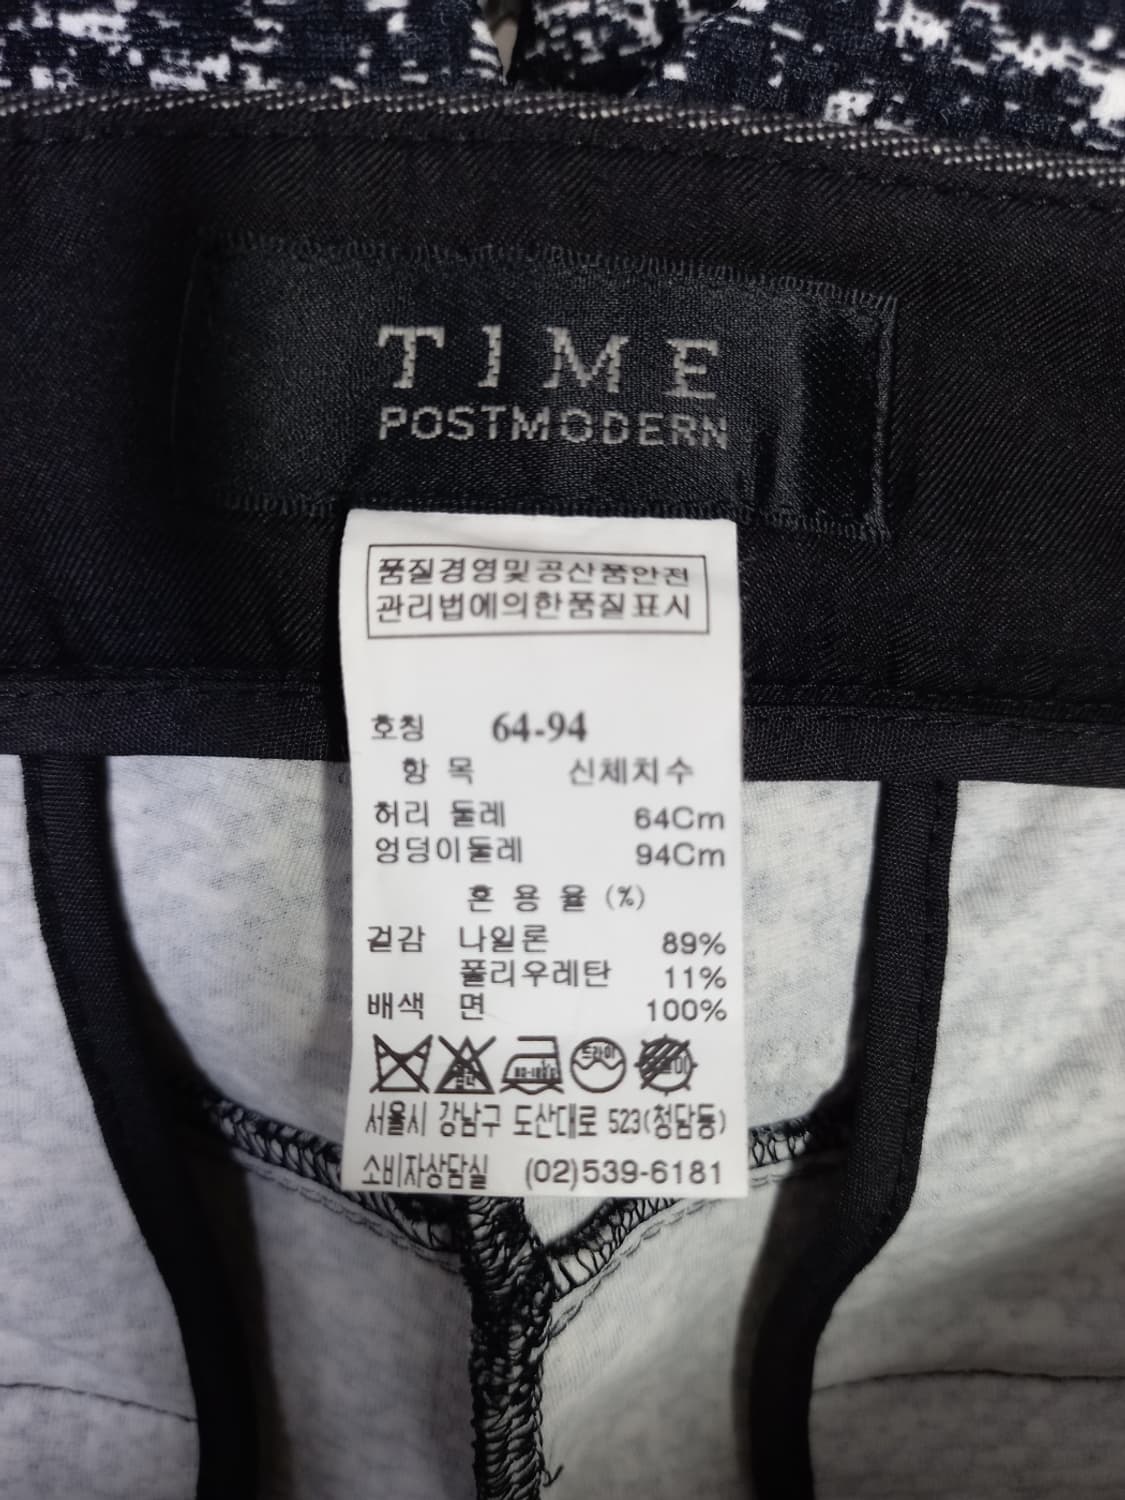 TIME
POSTMODERN
품질경영및공산품안전
관리법에의한품질표시
호칭 64-94
항 목 신체치수
허리 둘레 64Cm
엉덩이둘레 94Cm
혼 용 율 (%)
겉감 나일론 89%
폴리우레탄 11%
배색 면 100%
드라이
서울시 강남구 도산대로 523(청담동)
소비자상담실 (02)539-6181